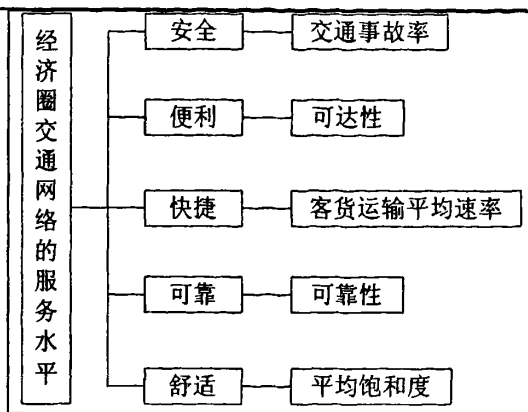 经济圈交通网络的服务水平
安全 交通事故率
便利 可达性
快捷 客货运输平均速率
可靠 可靠性
舒适 平均饱和度